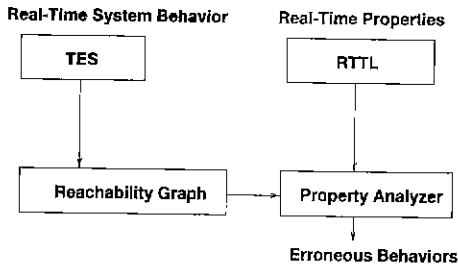 Real-Time System Behavior
Real-Time Properties
TES
RTTL
Reachability Graph
Property Analyzer
Erroneous Behaviors